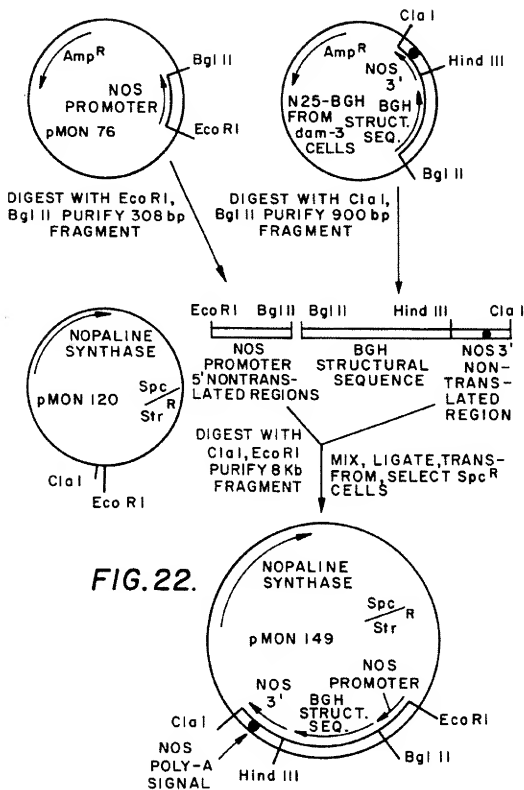 Amp R
NOS
PROMOTER
pMON 76
Bgl II
Eco RI
Cla I
Hind III
NOS
3'
N25-BGH
FROM
dam-3
CELLS
BGH
STRUCT.
SEQ.
Bgl II
DIGEST WITH Eco RI,
Bgl II PURIFY 308 bp
FRAGMENT
DIGEST WITH Cla I,
Bgl II PURIFY 900 bp
FRAGMENT
Eco RI Bgl II Bgl II Hind III Cla I
NOS
PROMOTER
5' NONTRANS-
LATED REGIONS
BGH
STRUCTURAL
SEQUENCE
NOS 3'
NON-
TRANS-
LATED
REGION
NOPALINE
SYNTHASE
pMON 120
Spc
Str R
Cla I
Eco RI
DIGEST WITH
Cla I, Eco RI
PURIFY 8 Kb
FRAGMENT
MIX, LIGATE, TRANS-
FROM, SELECT Spc R
CELLS
FIG. 22.
NOPALINE
SYNTHASE
Spc
Str R
pMON 149
NOS
PROMOTER
NOS
3'
BGH
STRUCT.
SEQ.
Cla I
Eco RI
NOS
POLY-A
SIGNAL
Hind III
Bgl II